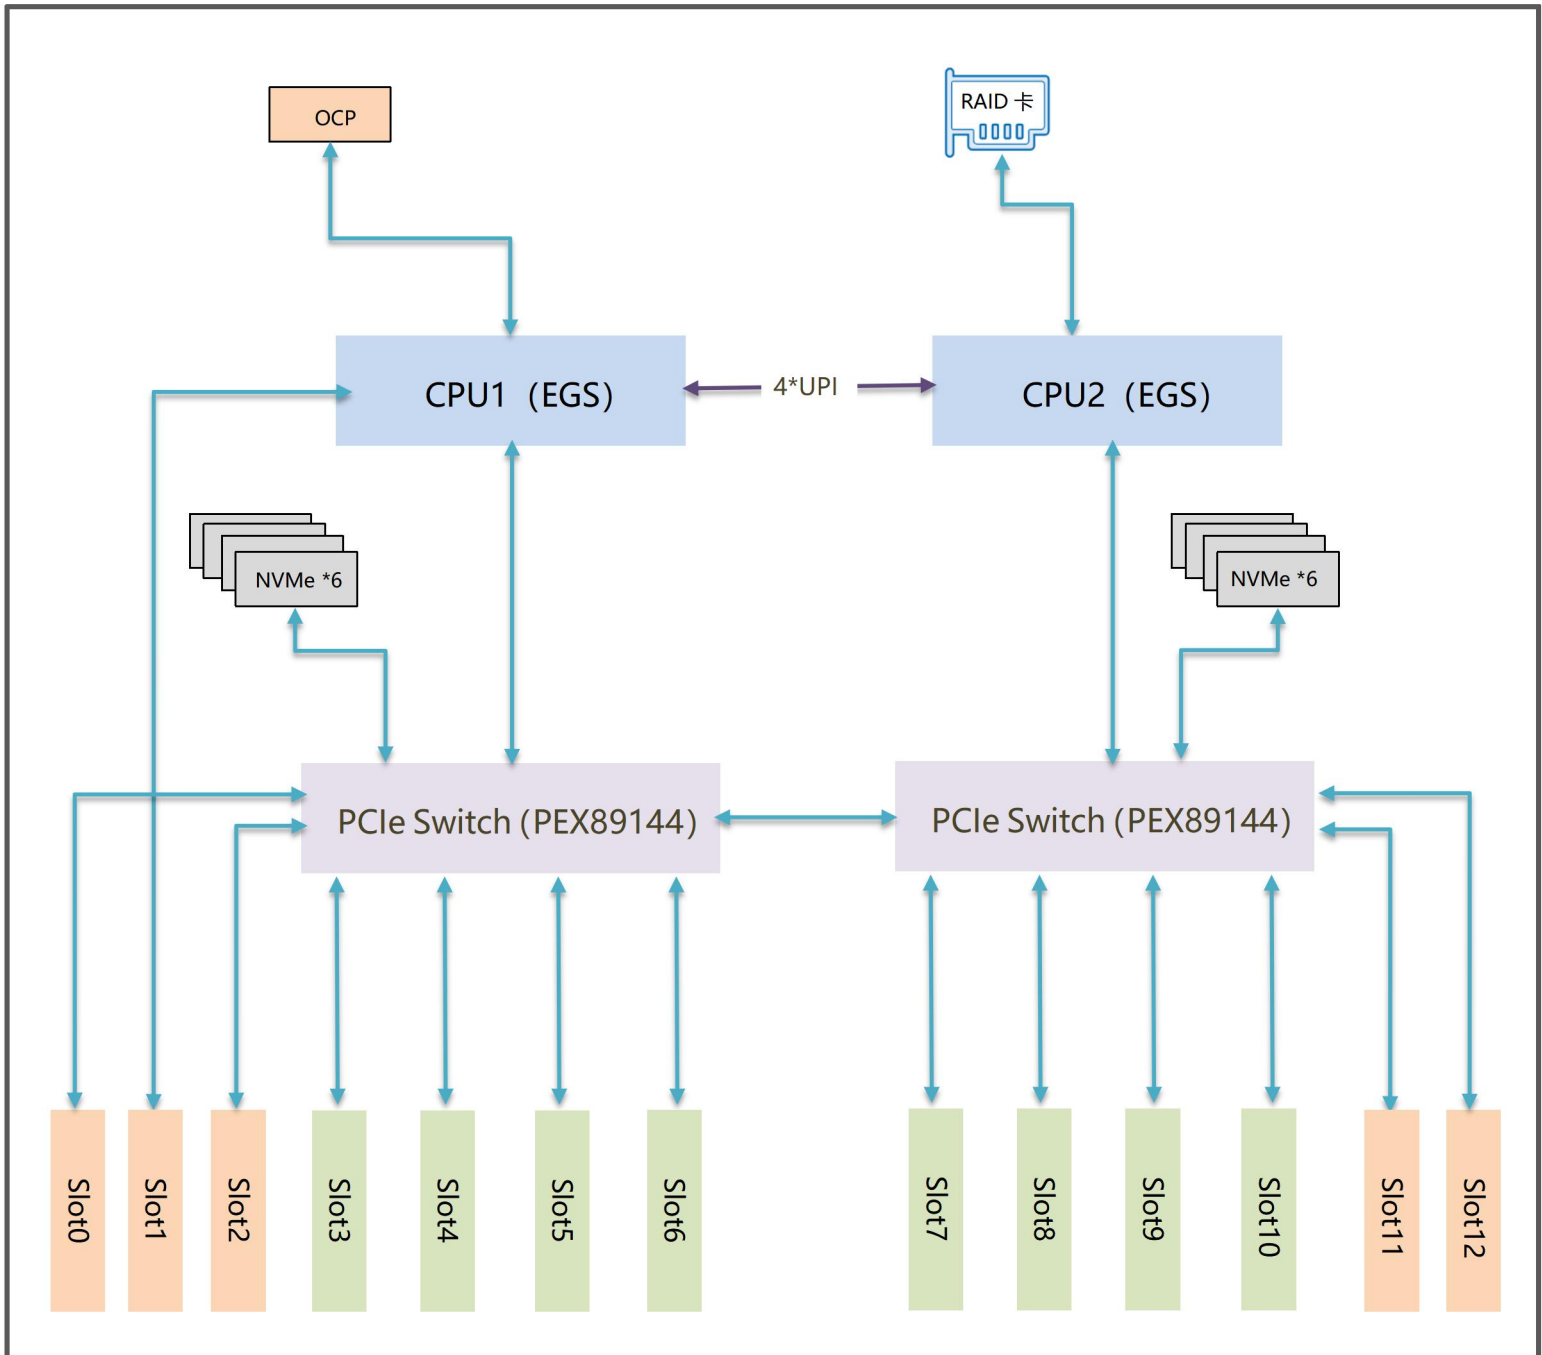 OCP
RAID 卡
CPU1（EGS）
4*UPI
CPU2（EGS）
NVMe *6
NVMe *6
PCIe Switch（PEX89144）
PCIe Switch（PEX89144）
Slot0
Slot1
Slot2
Slot3
Slot4
Slot5
Slot6
Slot7
Slot8
Slot9
Slot10
Slot11
Slot12